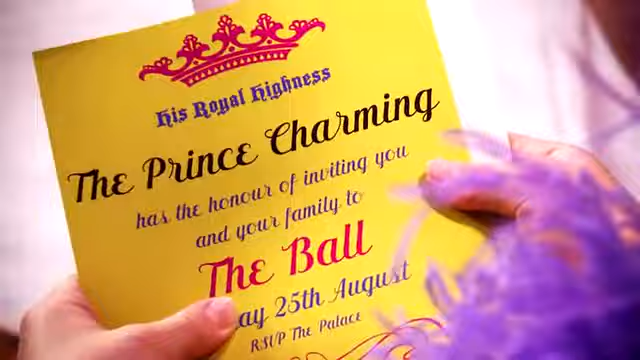 His Royal Highness
The Prince Charming
has the honour of inviting you
and your family to
The Ball
ay 25th August
RSVP The Palace